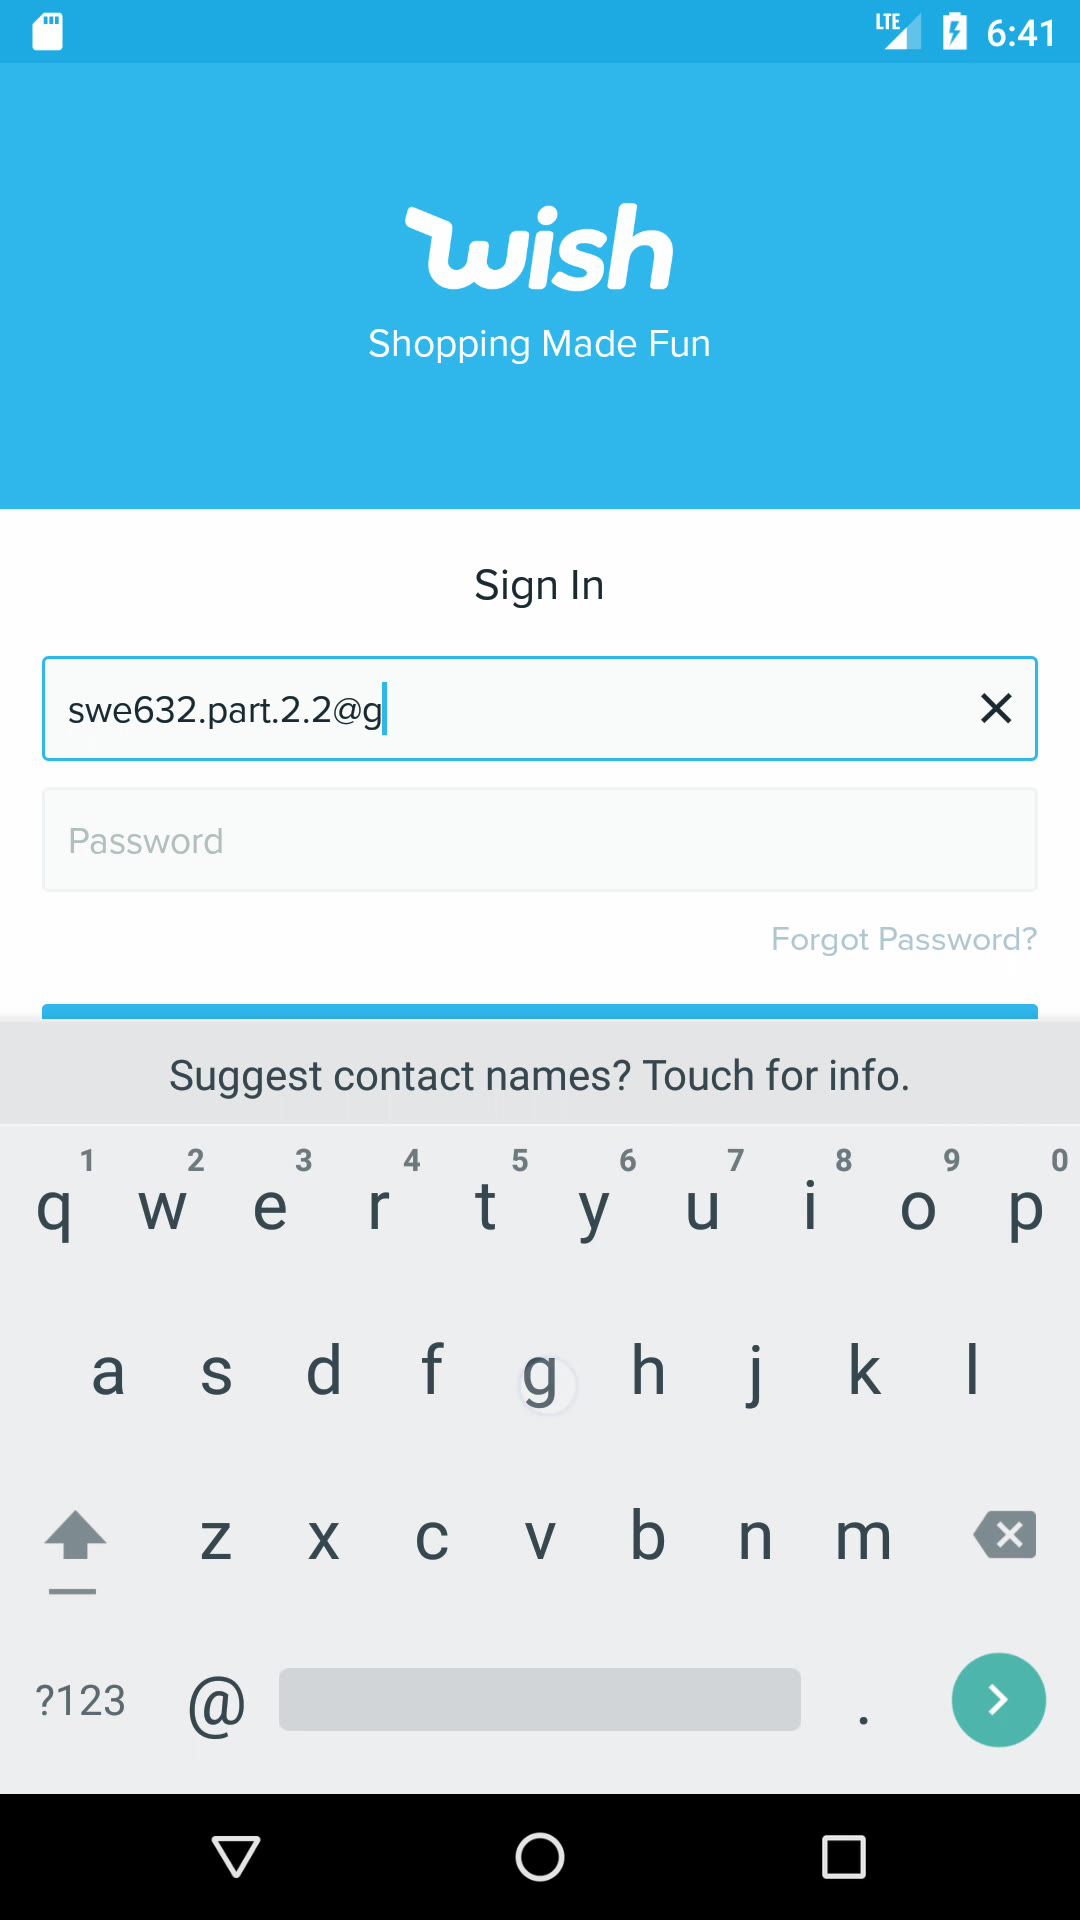 LTE 6:41
wish
Shopping Made Fun
Sign In
swe632.part.2.2@g
Password
Forgot Password?
Suggest contact names? Touch for info.
1 2 3 4 5 6 7 8 9 0
q w e r t y u i o p
a s d f g h j k l
z x c v b n m
?123 @ .